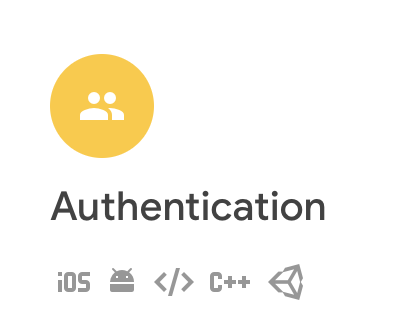 Authentication
iOS </> C++